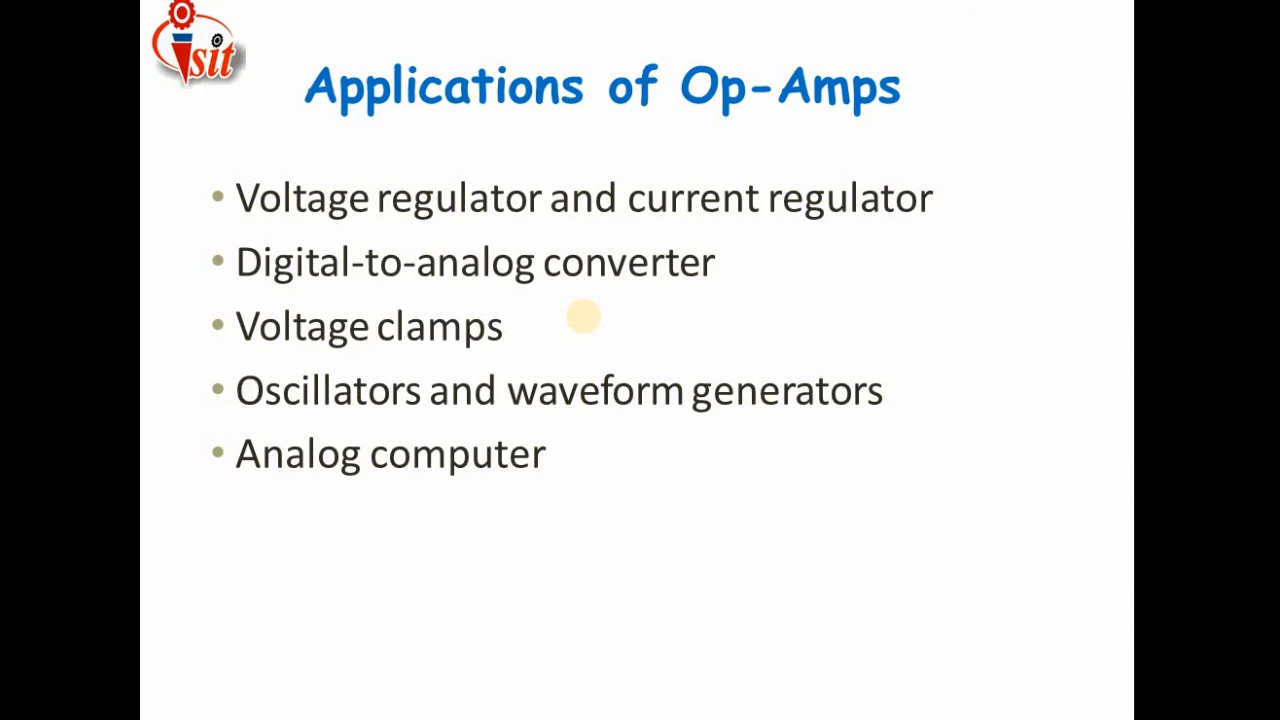 isit
Applications of Op-Amps
• Voltage regulator and current regulator
• Digital-to-analog converter
• Voltage clamps
• Oscillators and waveform generators
• Analog computer